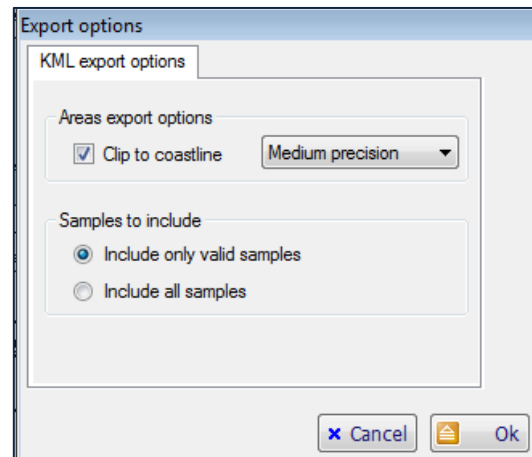 Export options
KML export options
Areas export options
Clip to coastline Medium precision
Samples to include
Include only valid samples
Include all samples
Cancel Ok